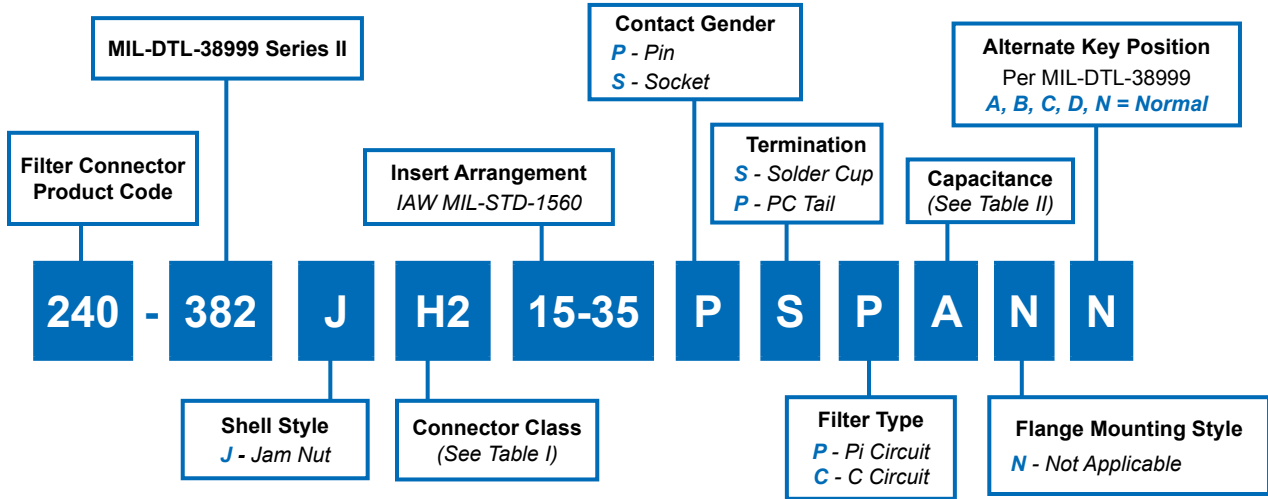 MIL-DTL-38999 Series II
Contact Gender
P - Pin
S - Socket
Alternate Key Position
Per MIL-DTL-38999
A, B, C, D, N = Normal
Filter Connector
Product Code
Insert Arrangement
IAW MIL-STD-1560
Termination
S - Solder Cup
P - PC Tail
Capacitance
(See Table II)
240 - 382 J H2 15-35 P S P A N N
Shell Style
J - Jam Nut
Connector Class
(See Table I)
Filter Type
P - Pi Circuit
C - C Circuit
Flange Mounting Style
N - Not Applicable